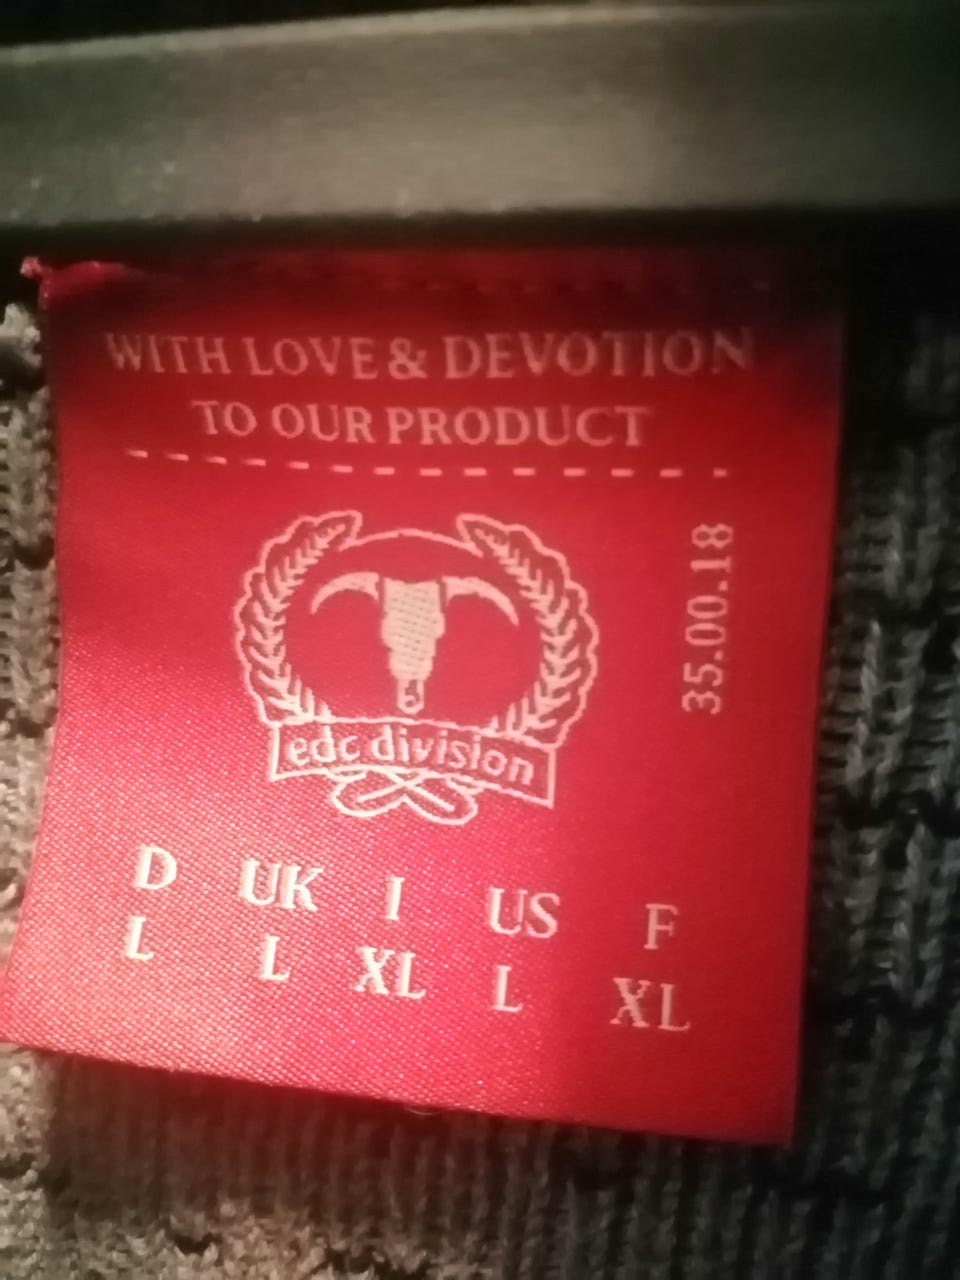 WITH LOVE & DEVOTION
TO OUR PRODUCT
35.00.18
edc division
D UK I US F
L L XL L XL